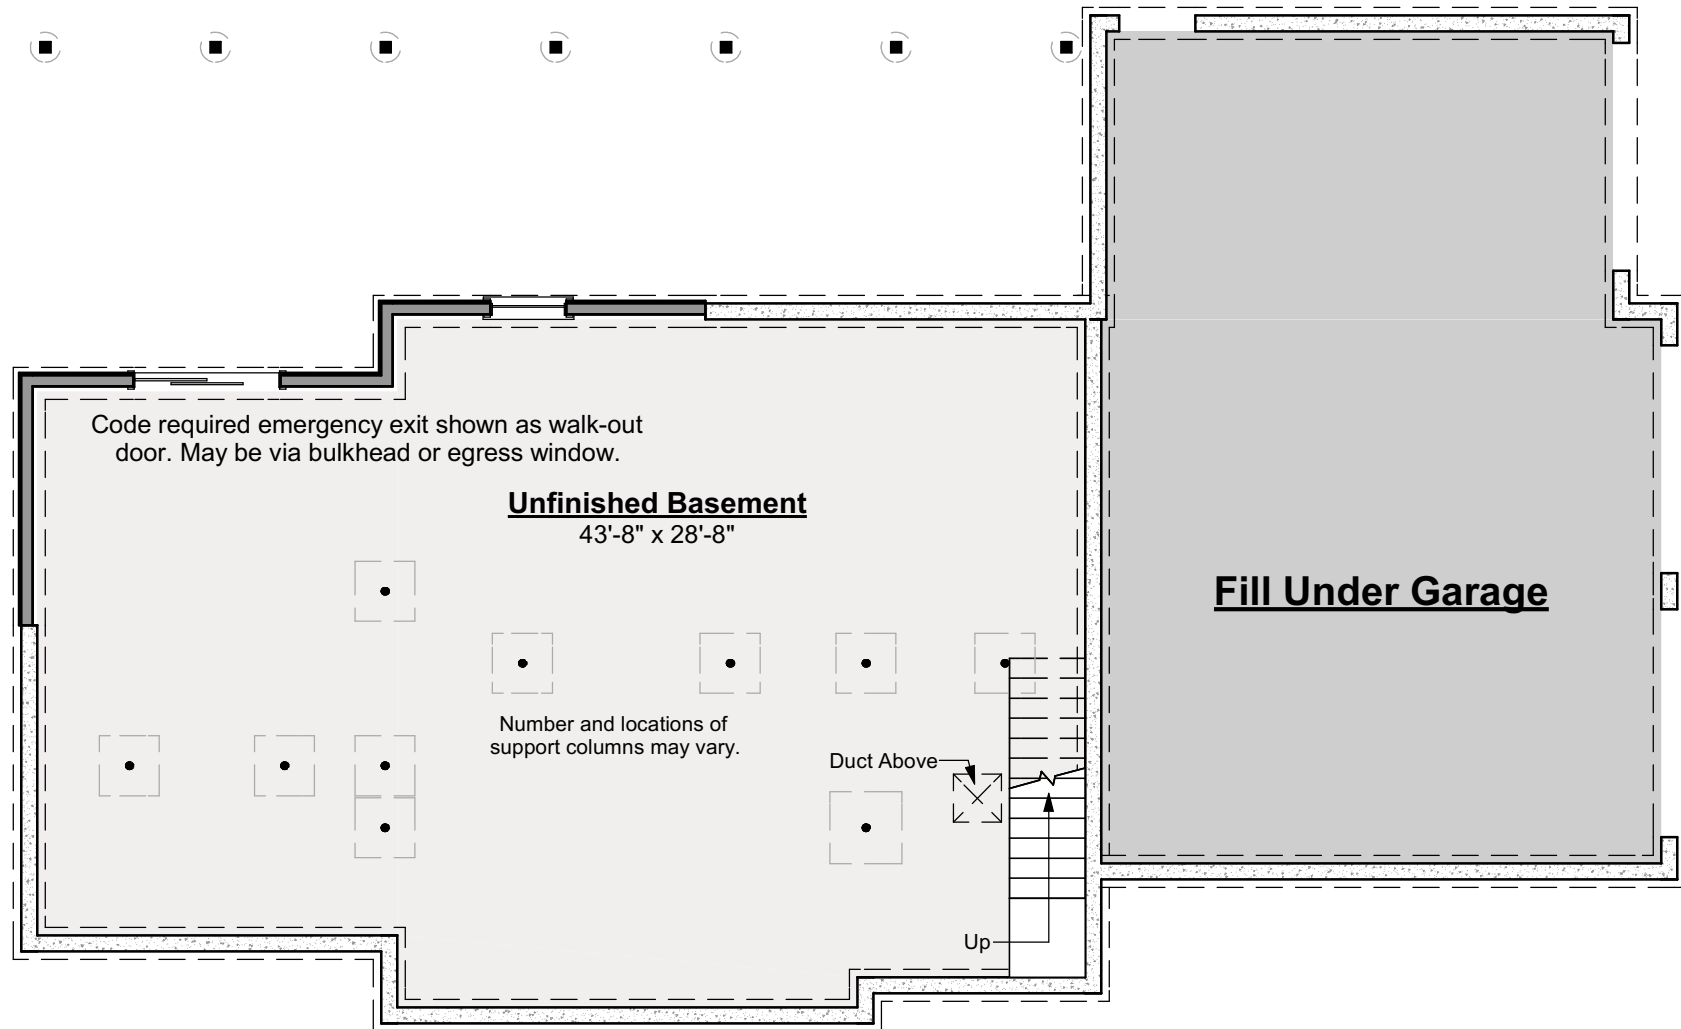 Code required emergency exit shown as walk-out
door. May be via bulkhead or egress window.
Unfinished Basement
43'-8" x 28'-8"
Fill Under Garage
Number and locations of
support columns may vary.
Duct Above
Up